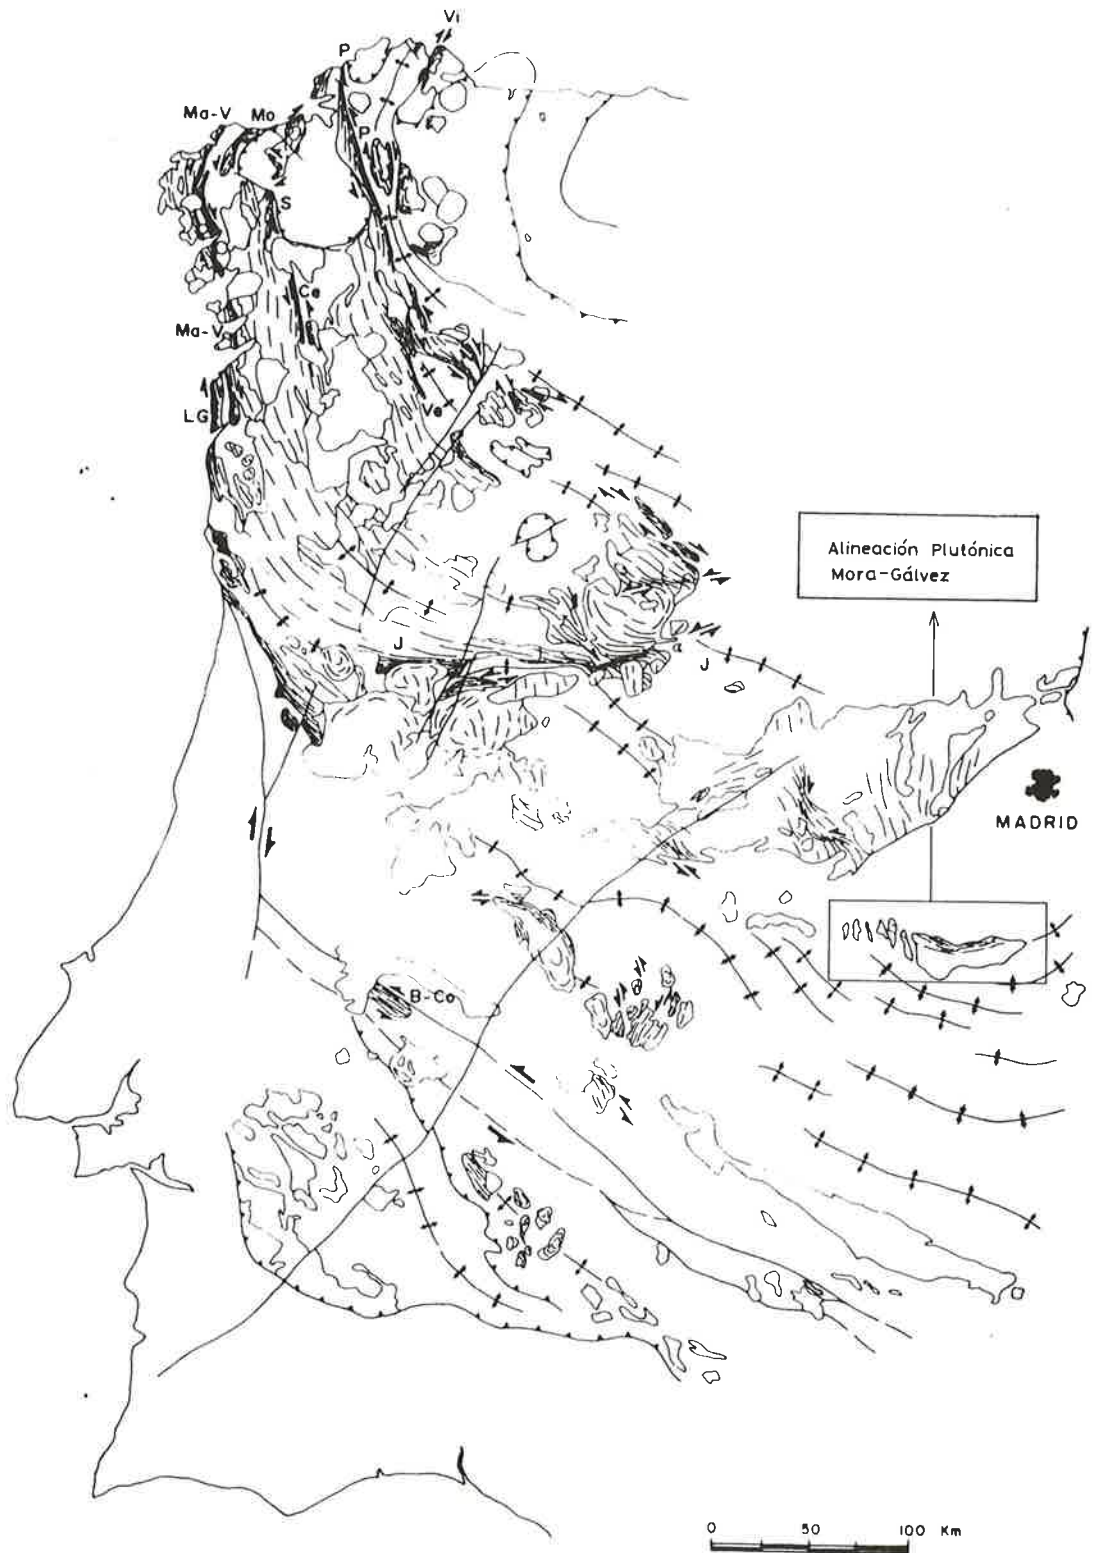 Vi
P
Ma-V
Mo
P
S
Ce
Ma-V
LG
Ve
Alineación Plutónica
Mora-Gálvez
J
J
MADRID
B-Co
0 50 100 Km